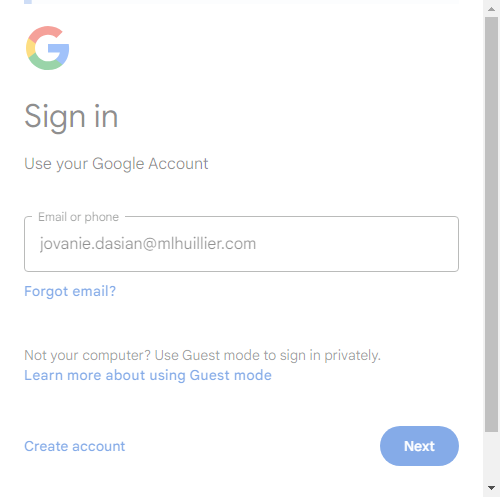 Sign in
Use your Google Account
Email or phone
jovanie.dasian@mlhuillier.com
Forgot email?
Not your computer? Use Guest mode to sign in privately.
Learn more about using Guest mode
Create account
Next